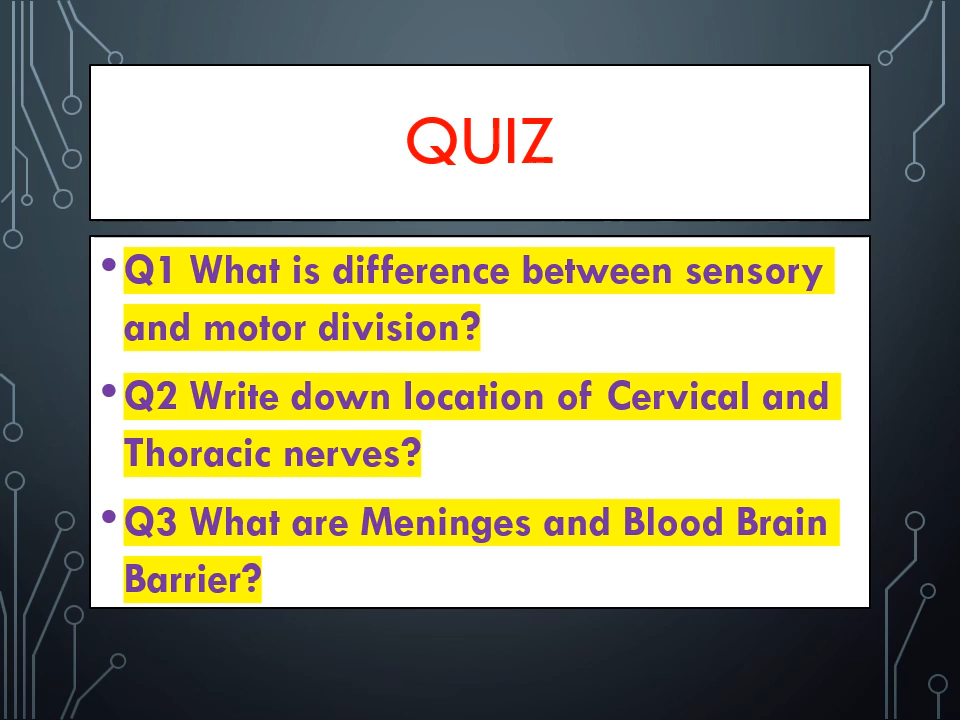 QUIZ
• Q1 What is difference between sensory
and motor division?
• Q2 Write down location of Cervical and
Thoracic nerves?
• Q3 What are Meninges and Blood Brain
Barrier?